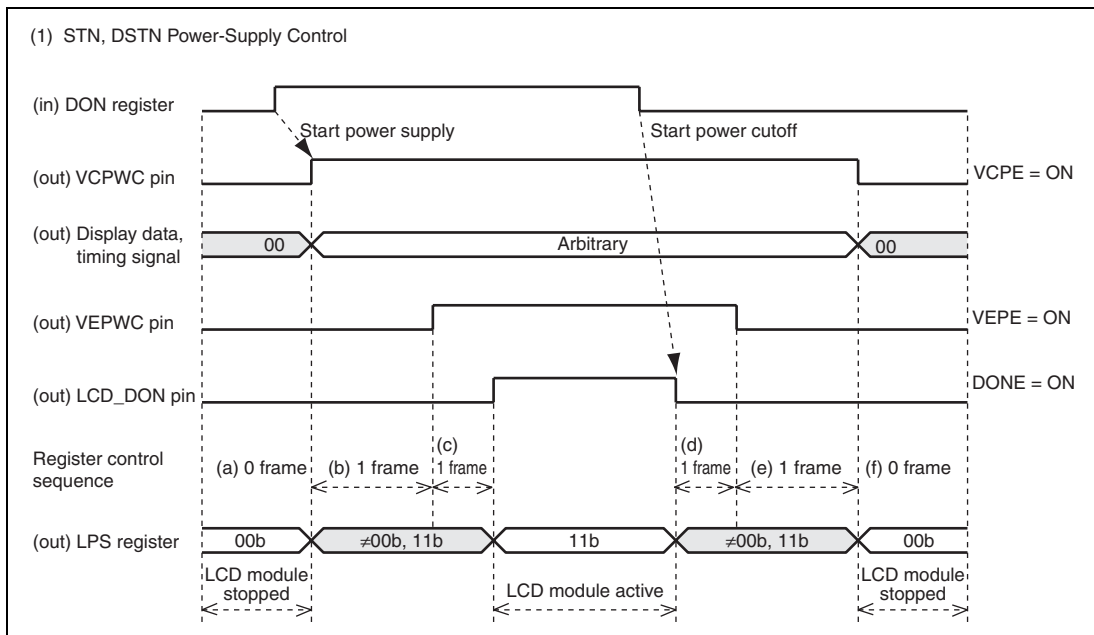 (1) STN, DSTN Power-Supply Control
(in) DON register
Start power supply
Start power cutoff
(out) VCPWC pin
VCPE = ON
(out) Display data,
timing signal
00
Arbitrary
00
(out) VEPWC pin
VEPE = ON
(out) LCD_DON pin
DONE = ON
Register control
sequence
(a) 0 frame
(b) 1 frame
(c)
1 frame
(d)
1 frame
(e) 1 frame
(f) 0 frame
(out) LPS register
00b
≠00b, 11b
11b
≠00b, 11b
00b
LCD module
stopped
LCD module active
LCD module
stopped